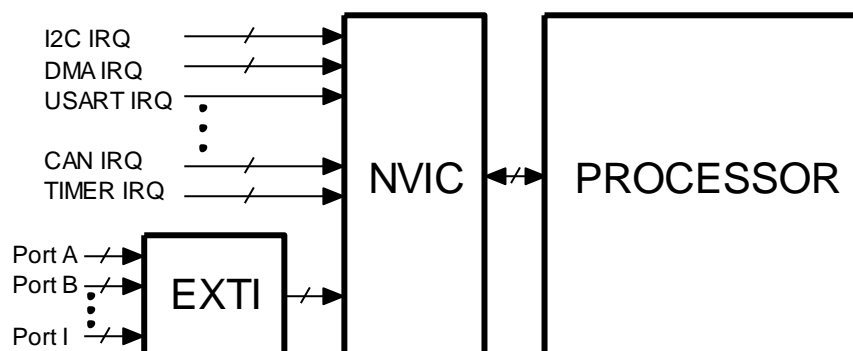 I2C IRQ
DMA IRQ
USART IRQ
CAN IRQ
TIMER IRQ
NVIC
PROCESSOR
Port A
Port B
Port I
EXTI